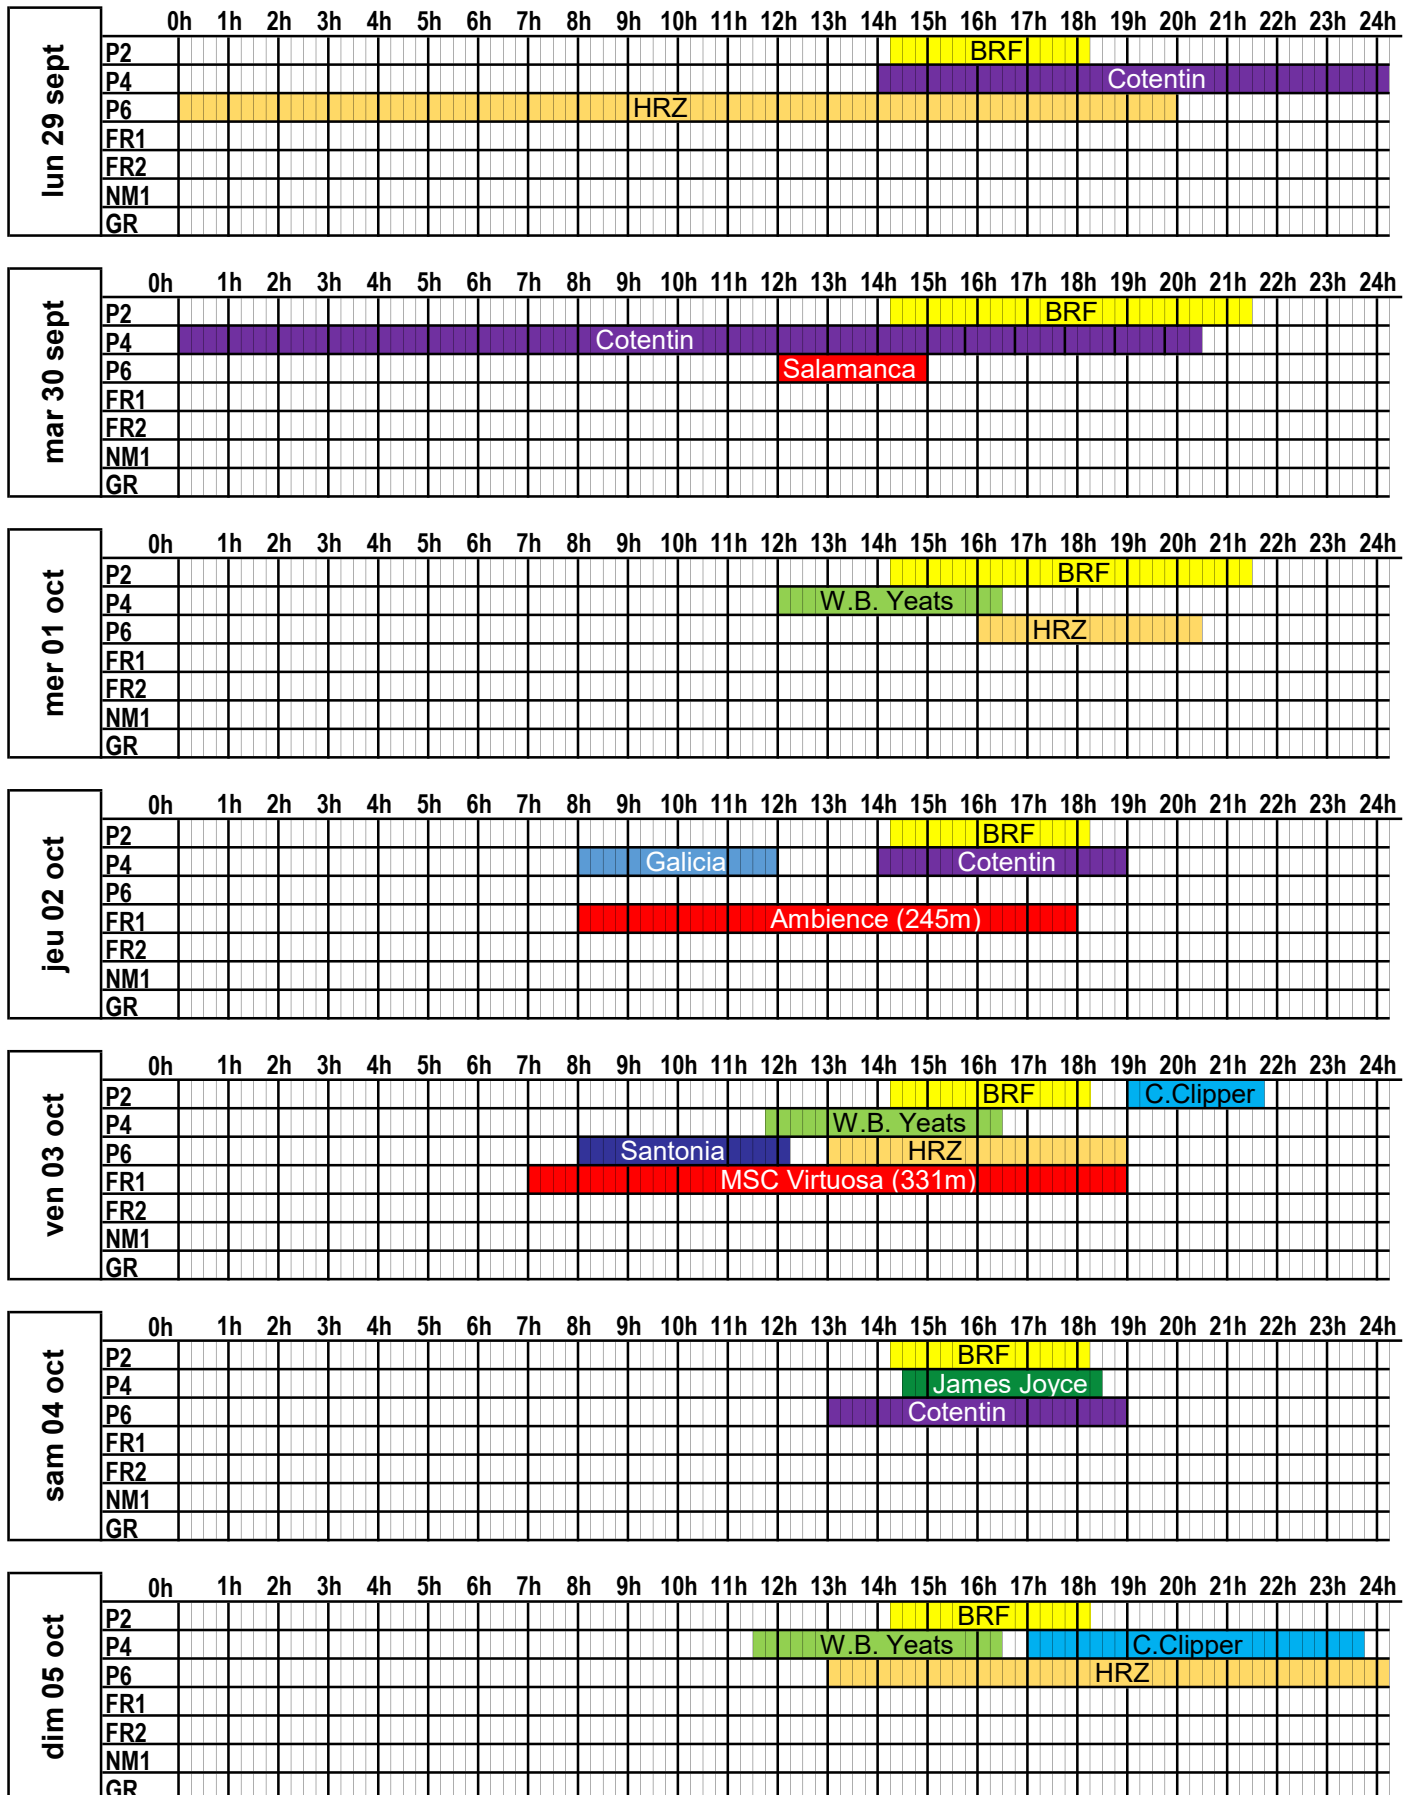 0h 1h 2h 3h 4h 5h 6h 7h 8h 9h 10h 11h 12h 13h 14h 15h 16h 17h 18h 19h 20h 21h 22h 23h 24h
lun 29 sept
P2 BRF
P4 Cotentin
P6 HRZ
FR1
FR2
NM1
GR
0h 1h 2h 3h 4h 5h 6h 7h 8h 9h 10h 11h 12h 13h 14h 15h 16h 17h 18h 19h 20h 21h 22h 23h 24h
mar 30 sept
P2 BRF
P4 Cotentin
P6 Salamanca
FR1
FR2
NM1
GR
0h 1h 2h 3h 4h 5h 6h 7h 8h 9h 10h 11h 12h 13h 14h 15h 16h 17h 18h 19h 20h 21h 22h 23h 24h
mer 01 oct
P2 BRF
P4 W.B. Yeats
P6 HRZ
FR1
FR2
NM1
GR
0h 1h 2h 3h 4h 5h 6h 7h 8h 9h 10h 11h 12h 13h 14h 15h 16h 17h 18h 19h 20h 21h 22h 23h 24h
jeu 02 oct
P2 BRF
P4 Galicia Cotentin
P6
FR1 Ambience (245m)
FR2
NM1
GR
0h 1h 2h 3h 4h 5h 6h 7h 8h 9h 10h 11h 12h 13h 14h 15h 16h 17h 18h 19h 20h 21h 22h 23h 24h
ven 03 oct
P2 BRF C.Clipper
P4 W.B. Yeats
P6 Santonia HRZ
FR1 MSC Virtuosa (331m)
FR2
NM1
GR
0h 1h 2h 3h 4h 5h 6h 7h 8h 9h 10h 11h 12h 13h 14h 15h 16h 17h 18h 19h 20h 21h 22h 23h 24h
sam 04 oct
P2 BRF
P4 James Joyce
P6 Cotentin
FR1
FR2
NM1
GR
0h 1h 2h 3h 4h 5h 6h 7h 8h 9h 10h 11h 12h 13h 14h 15h 16h 17h 18h 19h 20h 21h 22h 23h 24h
dim 05 oct
P2 BRF
P4 W.B. Yeats C.Clipper
P6 HRZ
FR1
FR2
NM1
GR